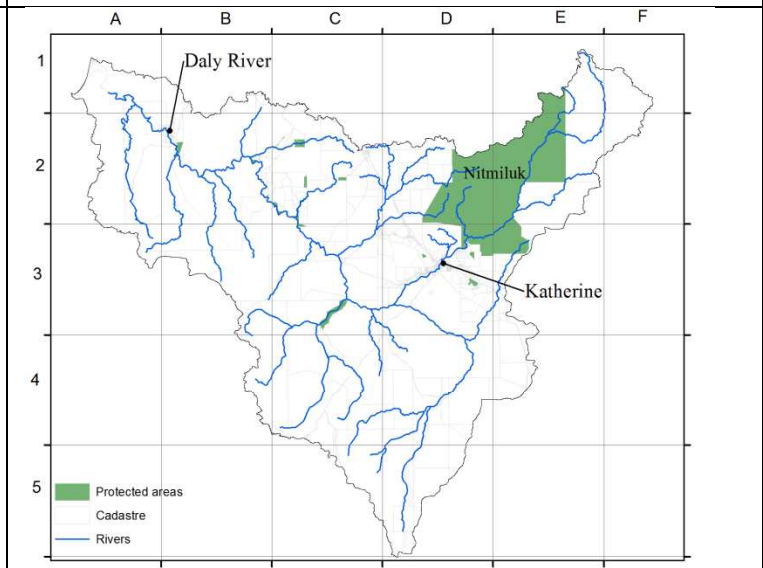 A B C D E F
1
Daly River
2
Nitmiluk
3
Katherine
4
5
Protected areas
Cadastre
Rivers